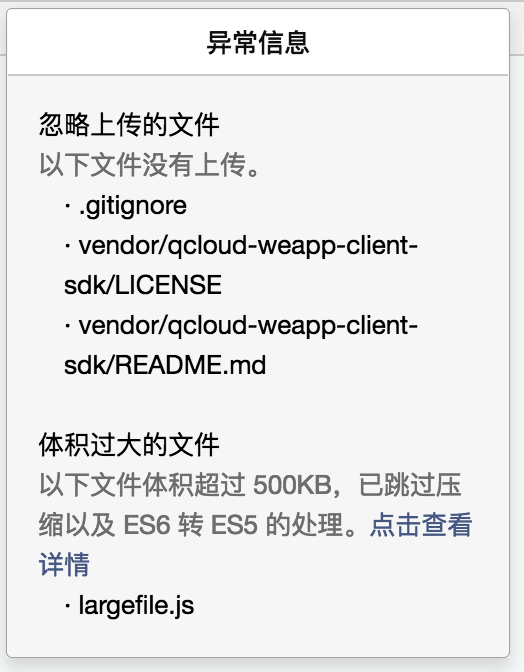 异常信息
忽略上传的文件
以下文件没有上传。
· .gitignore
· vendor/qcloud-weapp-client-
sdk/LICENSE
· vendor/qcloud-weapp-client-
sdk/README.md
体积过大的文件
以下文件体积超过 500KB，已跳过压
缩以及 ES6 转 ES5 的处理。点击查看
详情
· largefile.js